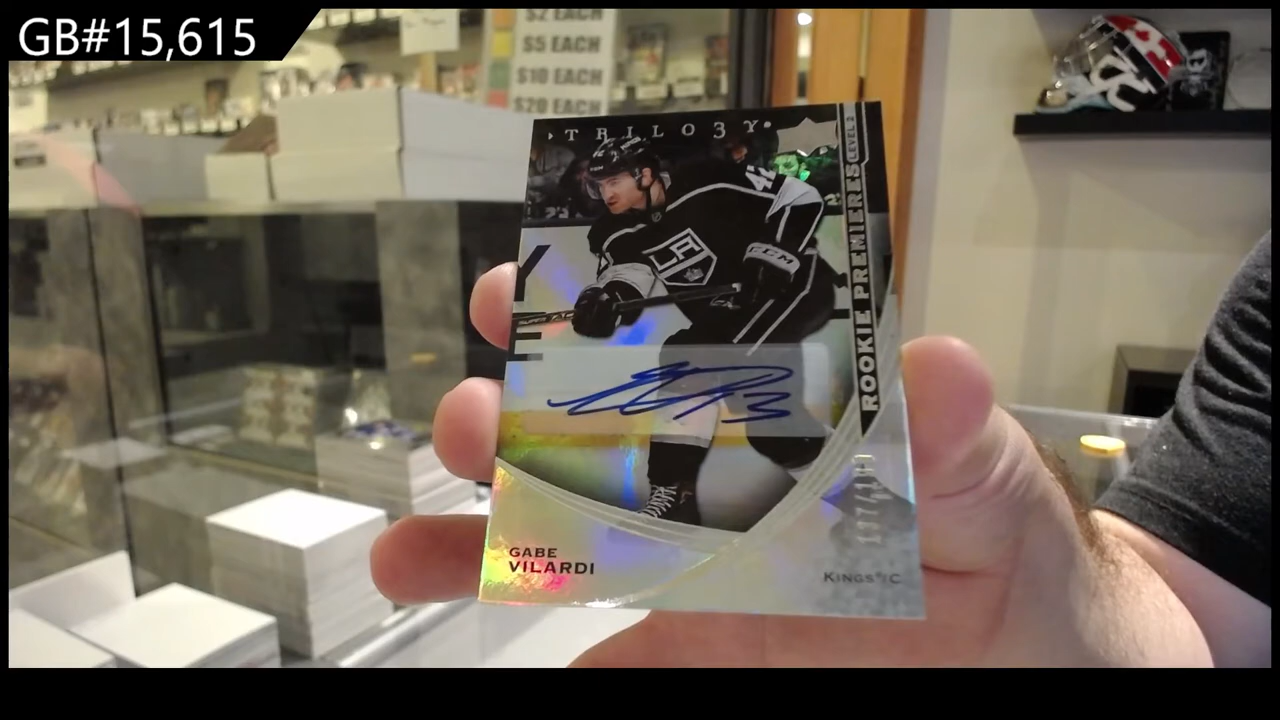 GB#15,615
$2 EACH
$5 EACH
$10 EACH
$20 EACH
TRILO3Y
ROOKIE PREMIERES LEVEL 2
CCM
Y
E
GABE
VILARDI
KINGS • C